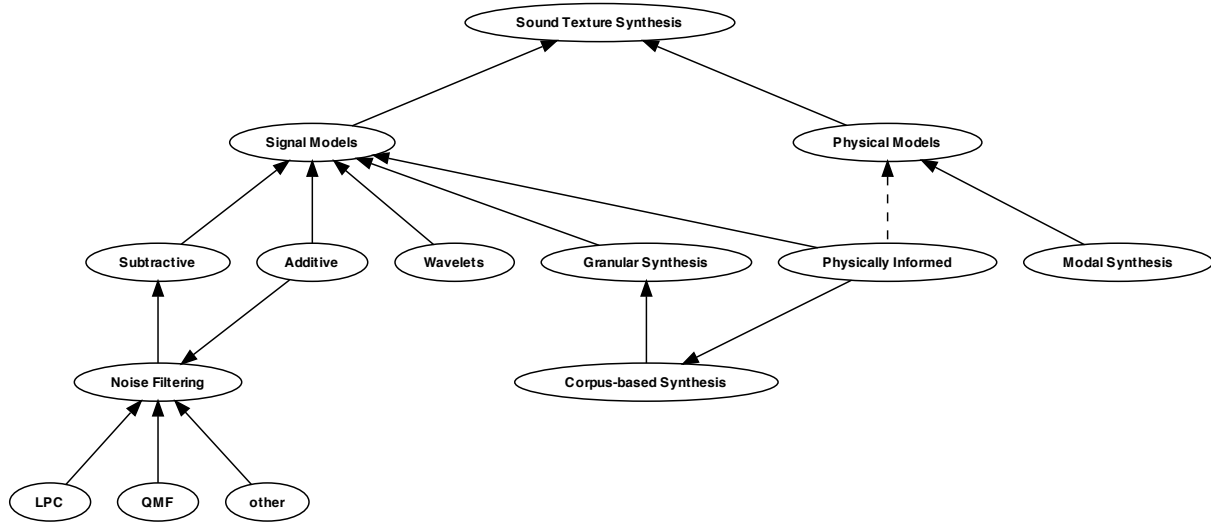 Sound Texture Synthesis
Signal Models
Physical Models
Subtractive
Additive
Wavelets
Granular Synthesis
Physically Informed
Modal Synthesis
Noise Filtering
Corpus-based Synthesis
LPC
QMF
other